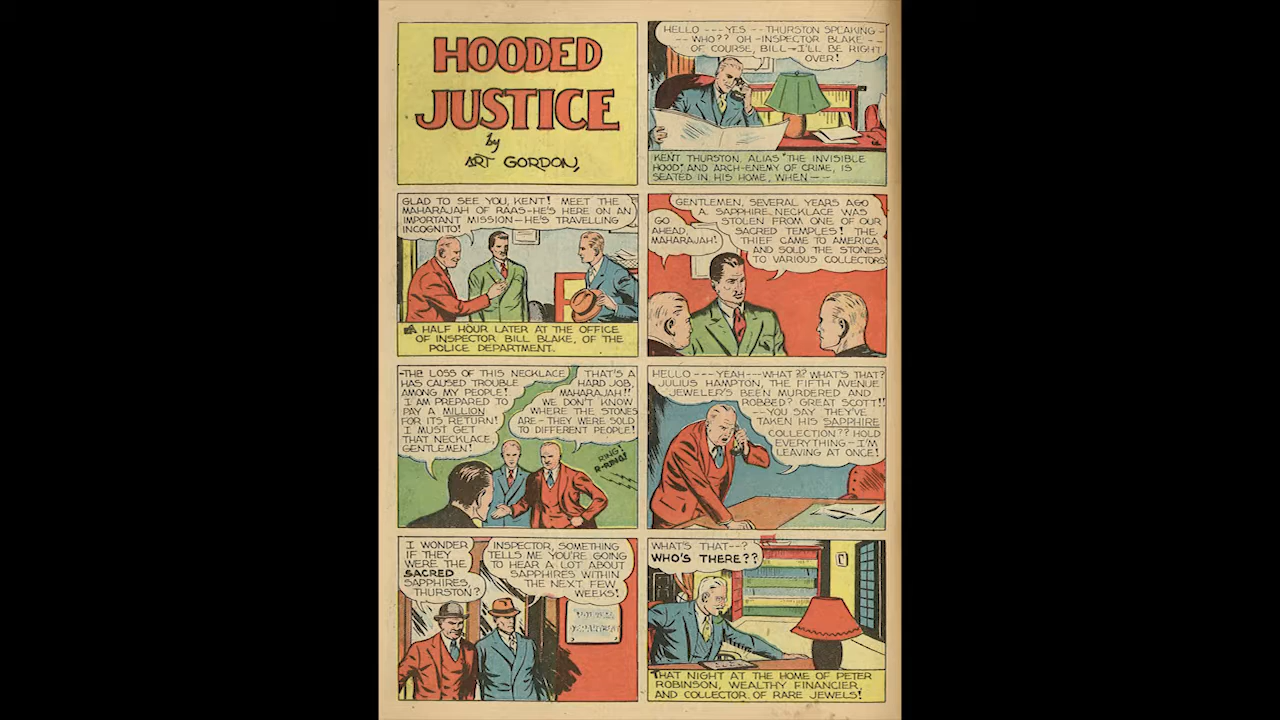 HOODED
JUSTICE
by
ART GORDON,
HELLO --- YES -- THURSTON SPEAKING -
-- WHO?? OH - INSPECTOR BLAKE --
OF COURSE, BILL - I'LL BE RIGHT
OVER!
KENT THURSTON, ALIAS "THE INVISIBLE
HOOD", AND ARCH-ENEMY OF CRIME, IS
SEATED IN HIS HOME, WHEN --
GLAD TO SEE YOU, KENT! MEET THE
MAHARAJAH OF RAAS - HE'S HERE ON AN
IMPORTANT MISSION - HE'S TRAVELLING
INCOGNITO!
A HALF HOUR LATER AT THE OFFICE
OF INSPECTOR BILL BLAKE, OF THE
POLICE DEPARTMENT.
GO
AHEAD,
MAHARAJAH!
GENTLEMEN, SEVERAL YEARS AGO
A SAPPHIRE NECKLACE WAS
STOLEN FROM ONE OF OUR
SACRED TEMPLES! THE
THIEF CAME TO AMERICA
AND SOLD THE STONES
TO VARIOUS COLLECTORS
-THE LOSS OF THIS NECKLACE
HAS CAUSED TROUBLE
AMONG MY PEOPLE!
I AM PREPARED TO
PAY A MILLION
FOR ITS RETURN!
I MUST GET
THAT NECKLACE,
GENTLEMEN!
THAT'S A
HARD JOB,
MAHARAJAH!!
WE DON'T KNOW
WHERE THE STONES
ARE - THEY WERE SOLD
TO DIFFERENT PEOPLE!
RING!
R-RING!
HELLO --- YEAH --- WHAT?? WHAT'S THAT?
JULIUS HAMPTON, THE FIFTH AVENUE
JEWELER'S BEEN MURDERED AND
ROBBED? GREAT SCOTT!!
-- YOU SAY THEY'VE
TAKEN HIS SAPPHIRE
COLLECTION?? HOLD
EVERYTHING - I'M
LEAVING AT ONCE!
I WONDER
IF THEY
WERE THE
SACRED
SAPPHIRES,
THURSTON?
INSPECTOR, SOMETHING
TELLS ME YOU'RE GOING
TO HEAR A LOT ABOUT
SAPPHIRES WITHIN
THE NEXT FEW
WEEKS!
POLICE
DEPARTMENT
WHAT'S THAT--?
WHO'S THERE??
THAT NIGHT AT THE HOME OF PETER
ROBINSON, WEALTHY FINANCIER,
AND COLLECTOR OF RARE JEWELS!